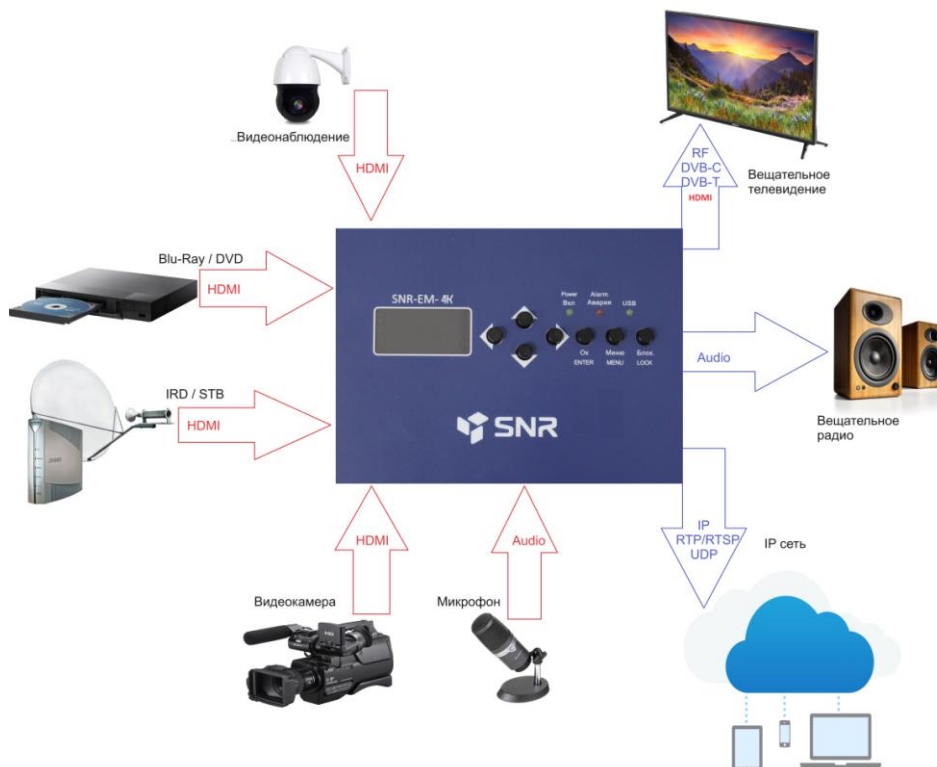 ...Видеонаблюдение
HDMI
RF
DVB-C
DVB-T
HDMI
Вещательное
телевидение
Blu-Ray / DVD
HDMI
SNR-EM-4K
Power
Вкл
Alarm
Авария
USB
Ок
ENTER
Меню
MENU
Блок.
LOCK
Audio
Вещательное
радио
IRD / STB
HDMI
SNR
HDMI
Audio
IP
RTP/RTSP
UDP
IP сеть
Видеокамера
Микрофон